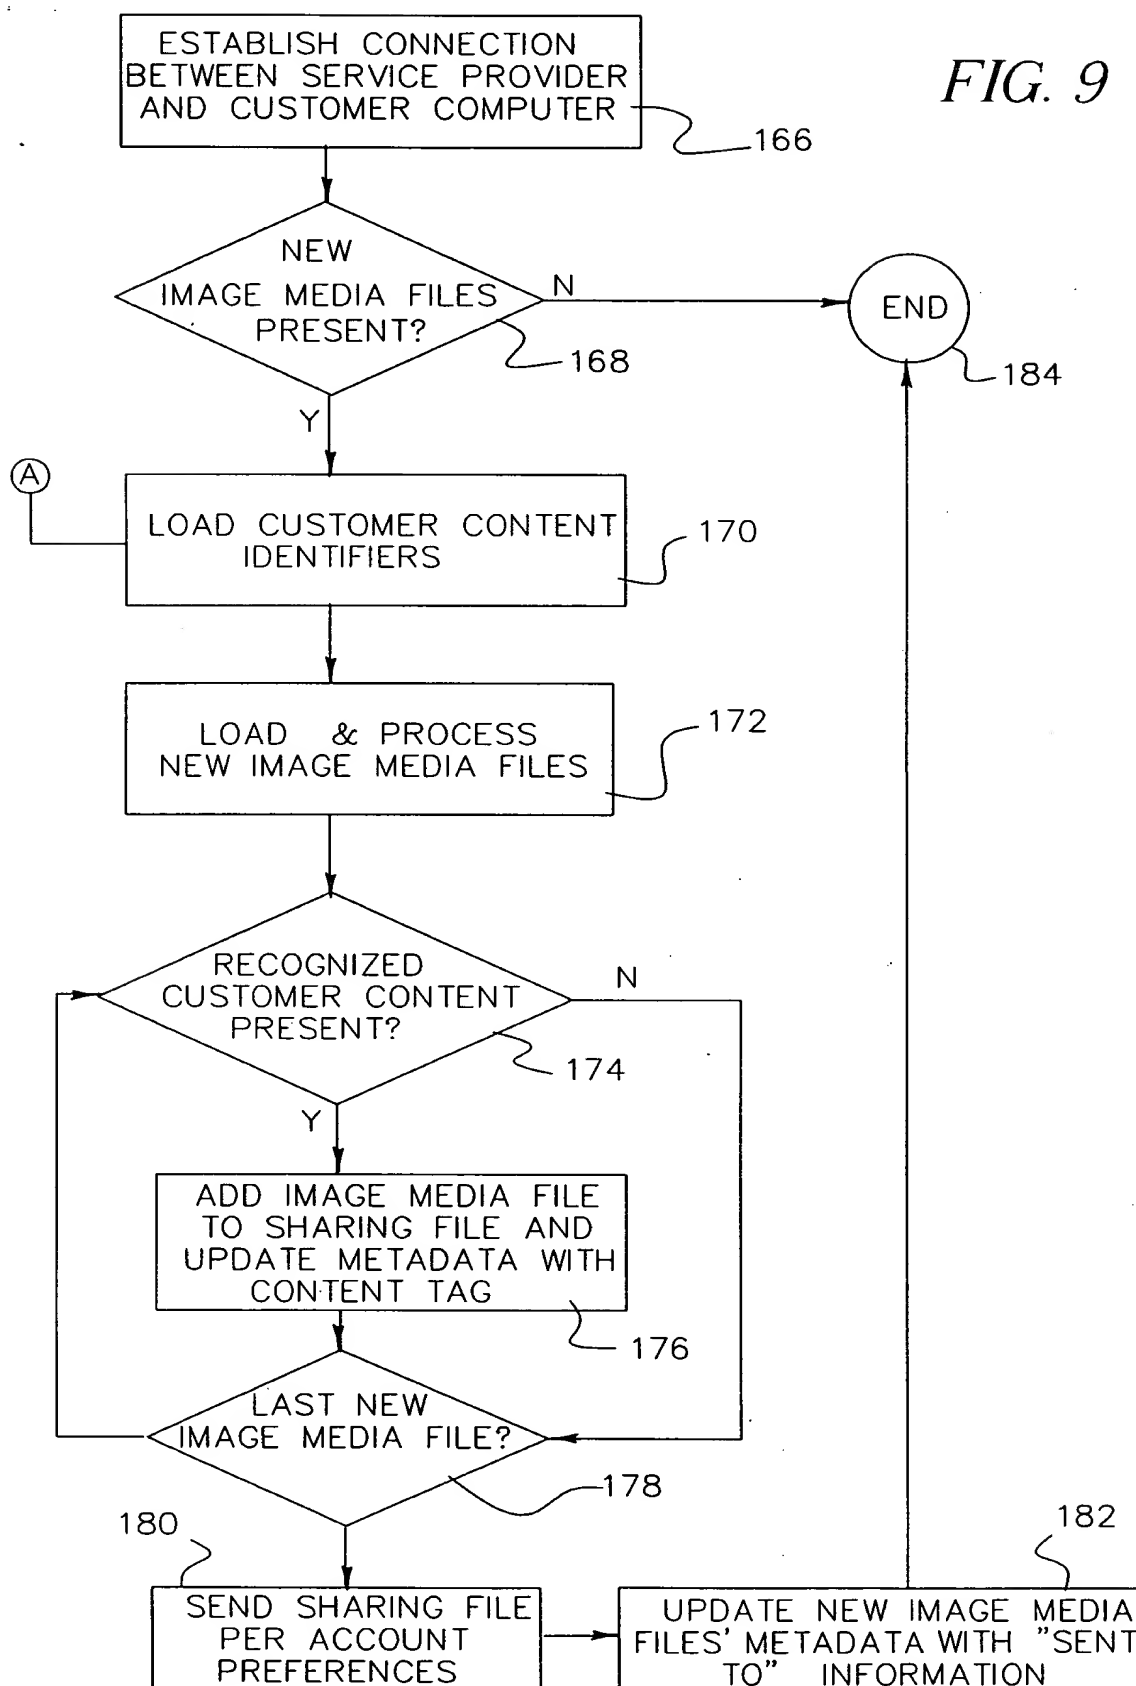 FIG. 9
ESTABLISH CONNECTION
BETWEEN SERVICE PROVIDER
AND CUSTOMER COMPUTER
166
NEW
IMAGE MEDIA FILES
PRESENT?
N
168
END
184
Y
A
LOAD CUSTOMER CONTENT
IDENTIFIERS
170
LOAD & PROCESS
NEW IMAGE MEDIA FILES
172
RECOGNIZED
CUSTOMER CONTENT
PRESENT?
N
174
Y
ADD IMAGE MEDIA FILE
TO SHARING FILE AND
UPDATE METADATA WITH
CONTENT TAG
176
LAST NEW
IMAGE MEDIA FILE?
178
180
SEND SHARING FILE
PER ACCOUNT
PREFERENCES
182
UPDATE NEW IMAGE MEDIA
FILES' METADATA WITH "SENT
TO" INFORMATION